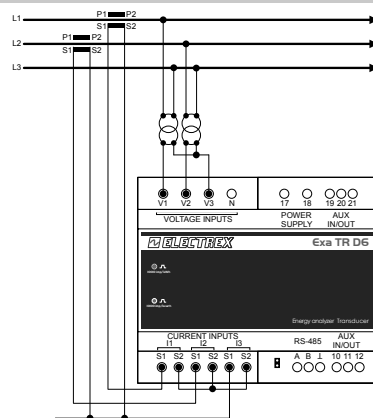 L1
P1 P2
S1 S2
L2
P1 P2
S1 S2
L3
V1 V2 V3 N
VOLTAGE INPUTS
17 18
POWER SUPPLY
19 20 21
AUX IN/OUT
ELECTREX
Exa TR D6
Energy analyzer Transducer
CURRENT INPUTS
I1 I2 I3
S1 S2 S1 S2 S1 S2
RS-485
A B ⊥
AUX IN/OUT
10 11 12